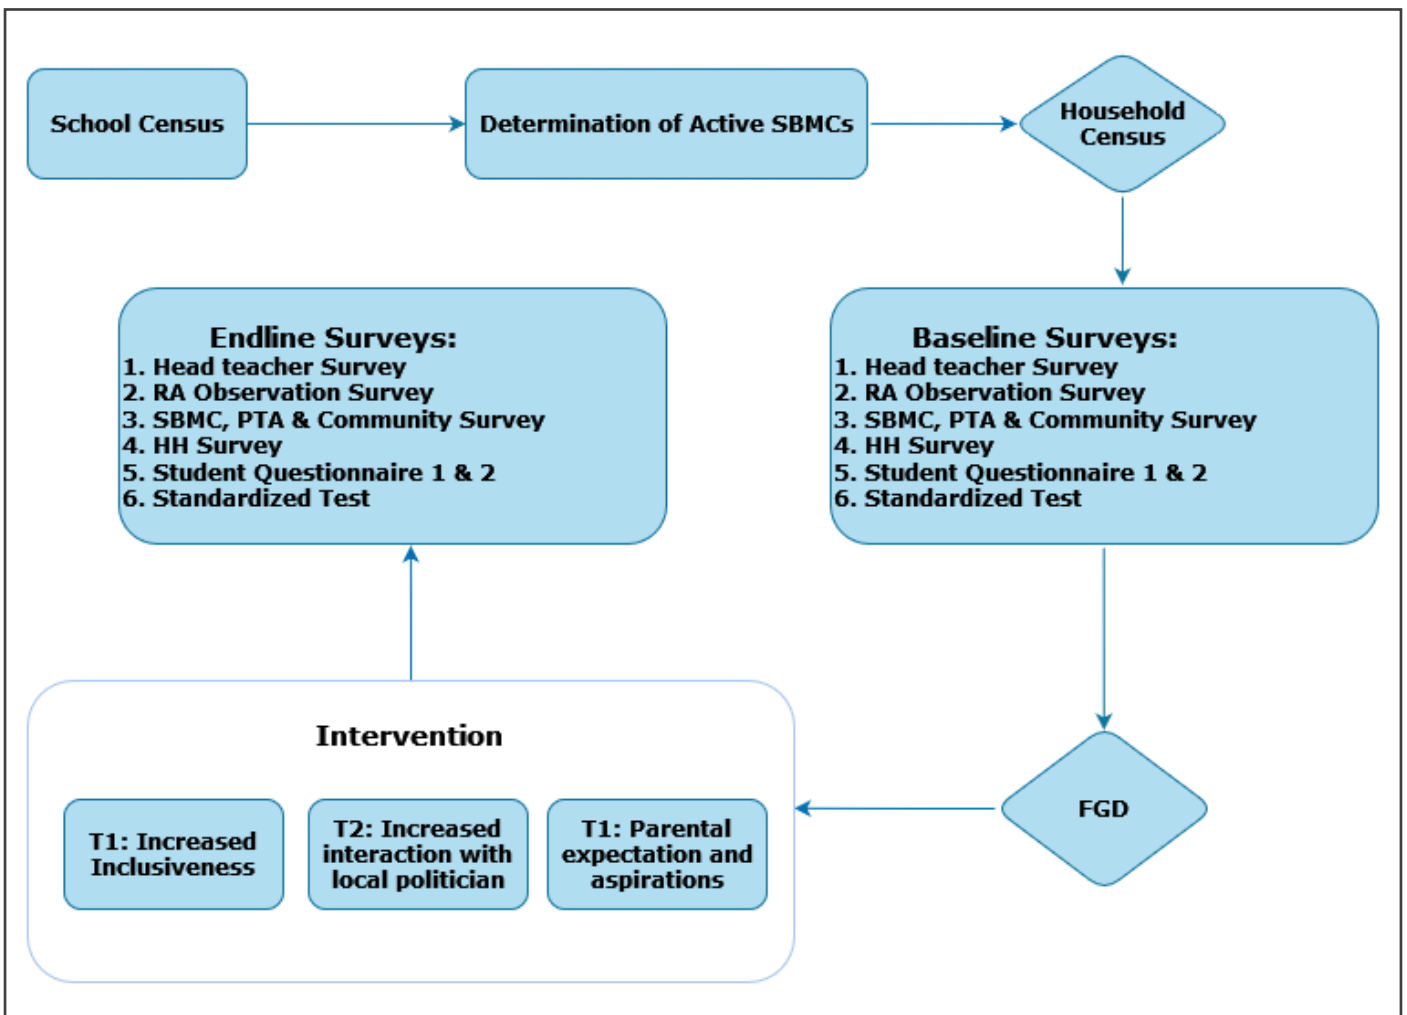 School Census
Determination of Active SBMCs
Household
Census
Endline Surveys:
1. Head teacher Survey
2. RA Observation Survey
3. SBMC, PTA & Community Survey
4. HH Survey
5. Student Questionnaire 1 & 2
6. Standardized Test
Baseline Surveys:
1. Head teacher Survey
2. RA Observation Survey
3. SBMC, PTA & Community Survey
4. HH Survey
5. Student Questionnaire 1 & 2
6. Standardized Test
Intervention
T1: Increased
Inclusiveness
T2: Increased
interaction with
local politician
T1: Parental
expectation and
aspirations
FGD